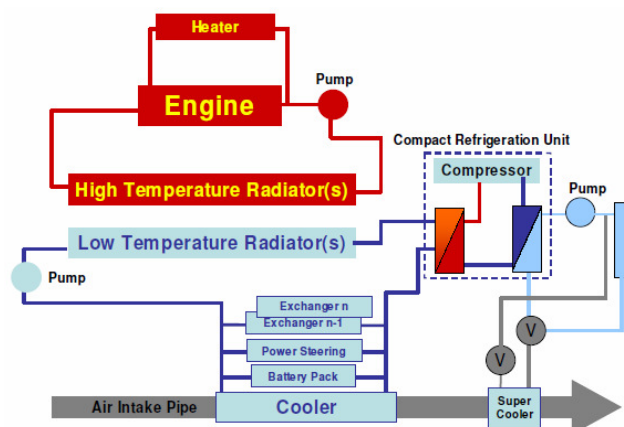 Heater
Pump
Engine
Compact Refrigeration Unit
Compressor
Pump
High Temperature Radiator(s)
Low Temperature Radiator(s)
Pump
Exchanger n
Exchanger n-1
Power Steering
Battery Pack
V
V
Air Intake Pipe
Cooler
Super
Cooler